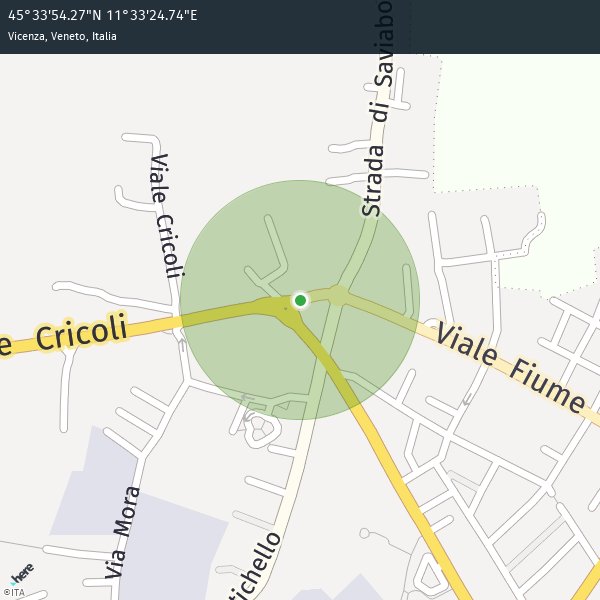 45°33'54.27"N 11°33'24.74"E
Vicenza, Veneto, Italia
Strada di Saviabo
Viale Cricoli
e Cricoli
Viale Fiume
Via Mora
tichello
here
©ITA